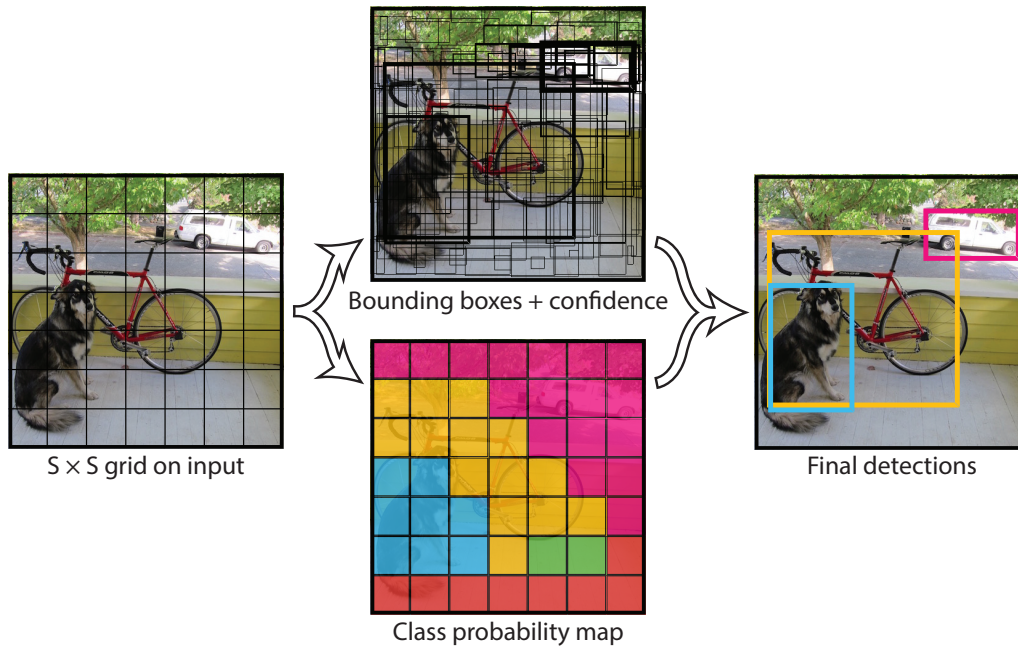 Bounding boxes + confidence
S × S grid on input
Final detections
Class probability map